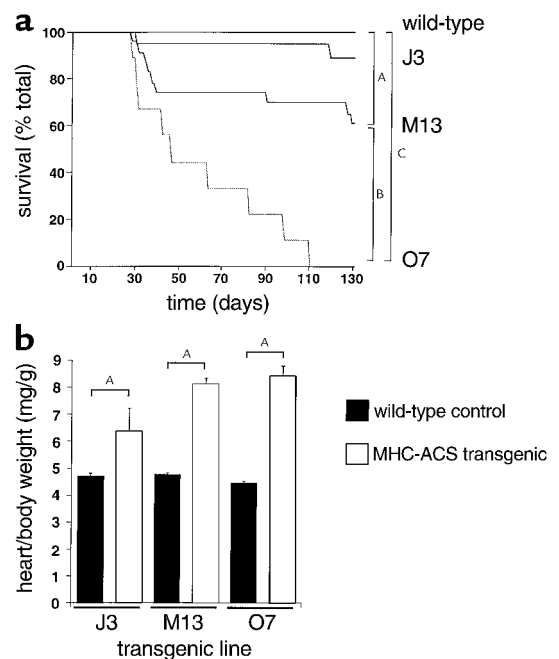 a
wild-type
J3
M13
O7
A
B
C
survival (% total)
100
80
60
40
20
0
10 30 50 70 90 110 130
time (days)
b
heart/body weight (mg/g)
9
8
7
6
5
4
3
2
1
0
A A A
J3 M13 O7
transgenic line
wild-type control
MHC-ACS transgenic